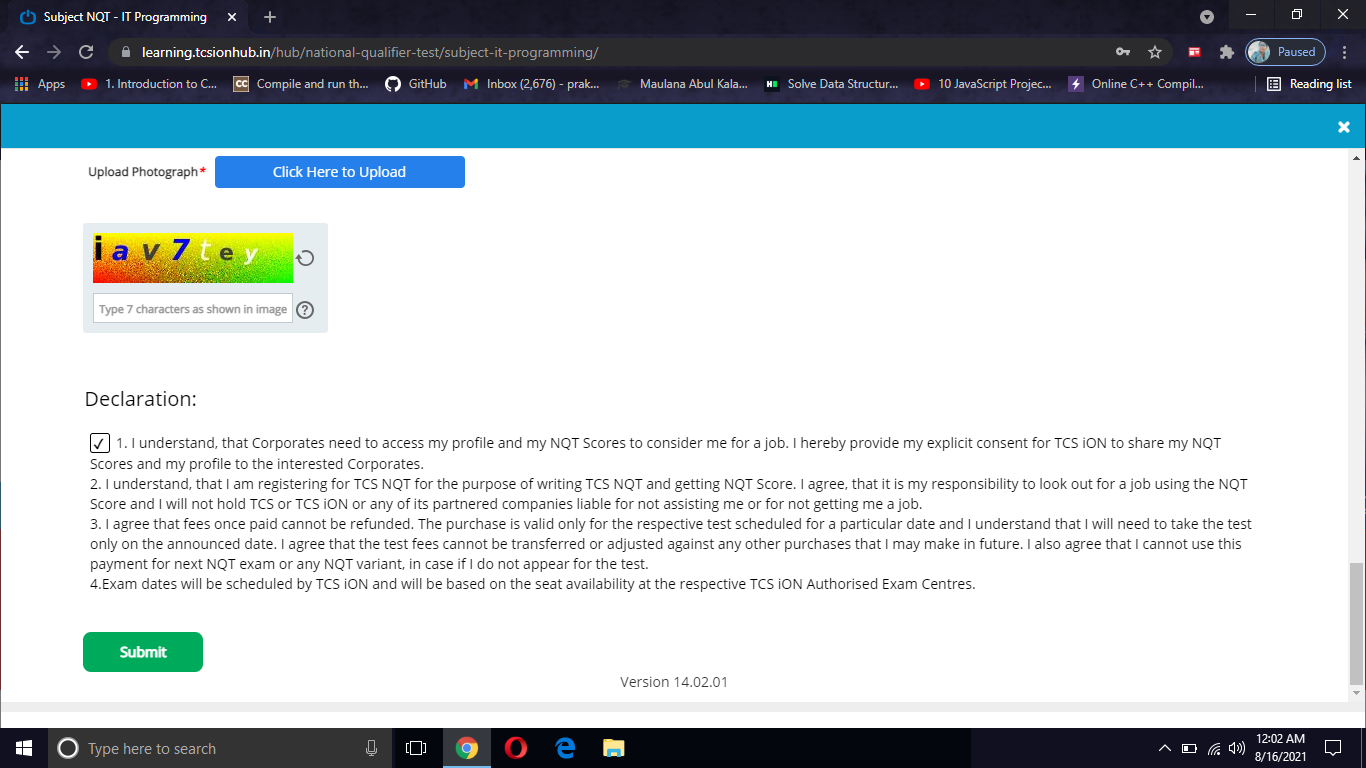 Subject NQT - IT Programming
learning.tcsionhub.in/hub/national-qualifier-test/subject-it-programming/
Paused
Apps
1. Introduction to C...
CC
Compile and run th...
GitHub
Inbox (2,676) - prak...
Maulana Abul Kala...
Solve Data Structur...
10 JavaScript Projec...
Online C++ Compil...
Reading list
Upload Photograph*
Click Here to Upload
iav7tey
Type 7 characters as shown in image
Declaration:
1. I understand, that Corporates need to access my profile and my NQT Scores to consider me for a job. I hereby provide my explicit consent for TCS iON to share my NQT
Scores and my profile to the interested Corporates.
2. I understand, that I am registering for TCS NQT for the purpose of writing TCS NQT and getting NQT Score. I agree, that it is my responsibility to look out for a job using the NQT
Score and I will not hold TCS or TCS iON or any of its partnered companies liable for not assisting me or for not getting me a job.
3. I agree that fees once paid cannot be refunded. The purchase is valid only for the respective test scheduled for a particular date and I understand that I will need to take the test
only on the announced date. I agree that the test fees cannot be transferred or adjusted against any other purchases that I may make in future. I also agree that I cannot use this
payment for next NQT exam or any NQT variant, in case if I do not appear for the test.
4.Exam dates will be scheduled by TCS iON and will be based on the seat availability at the respective TCS iON Authorised Exam Centres.
Submit
Version 14.02.01
Type here to search
12:02 AM
8/16/2021